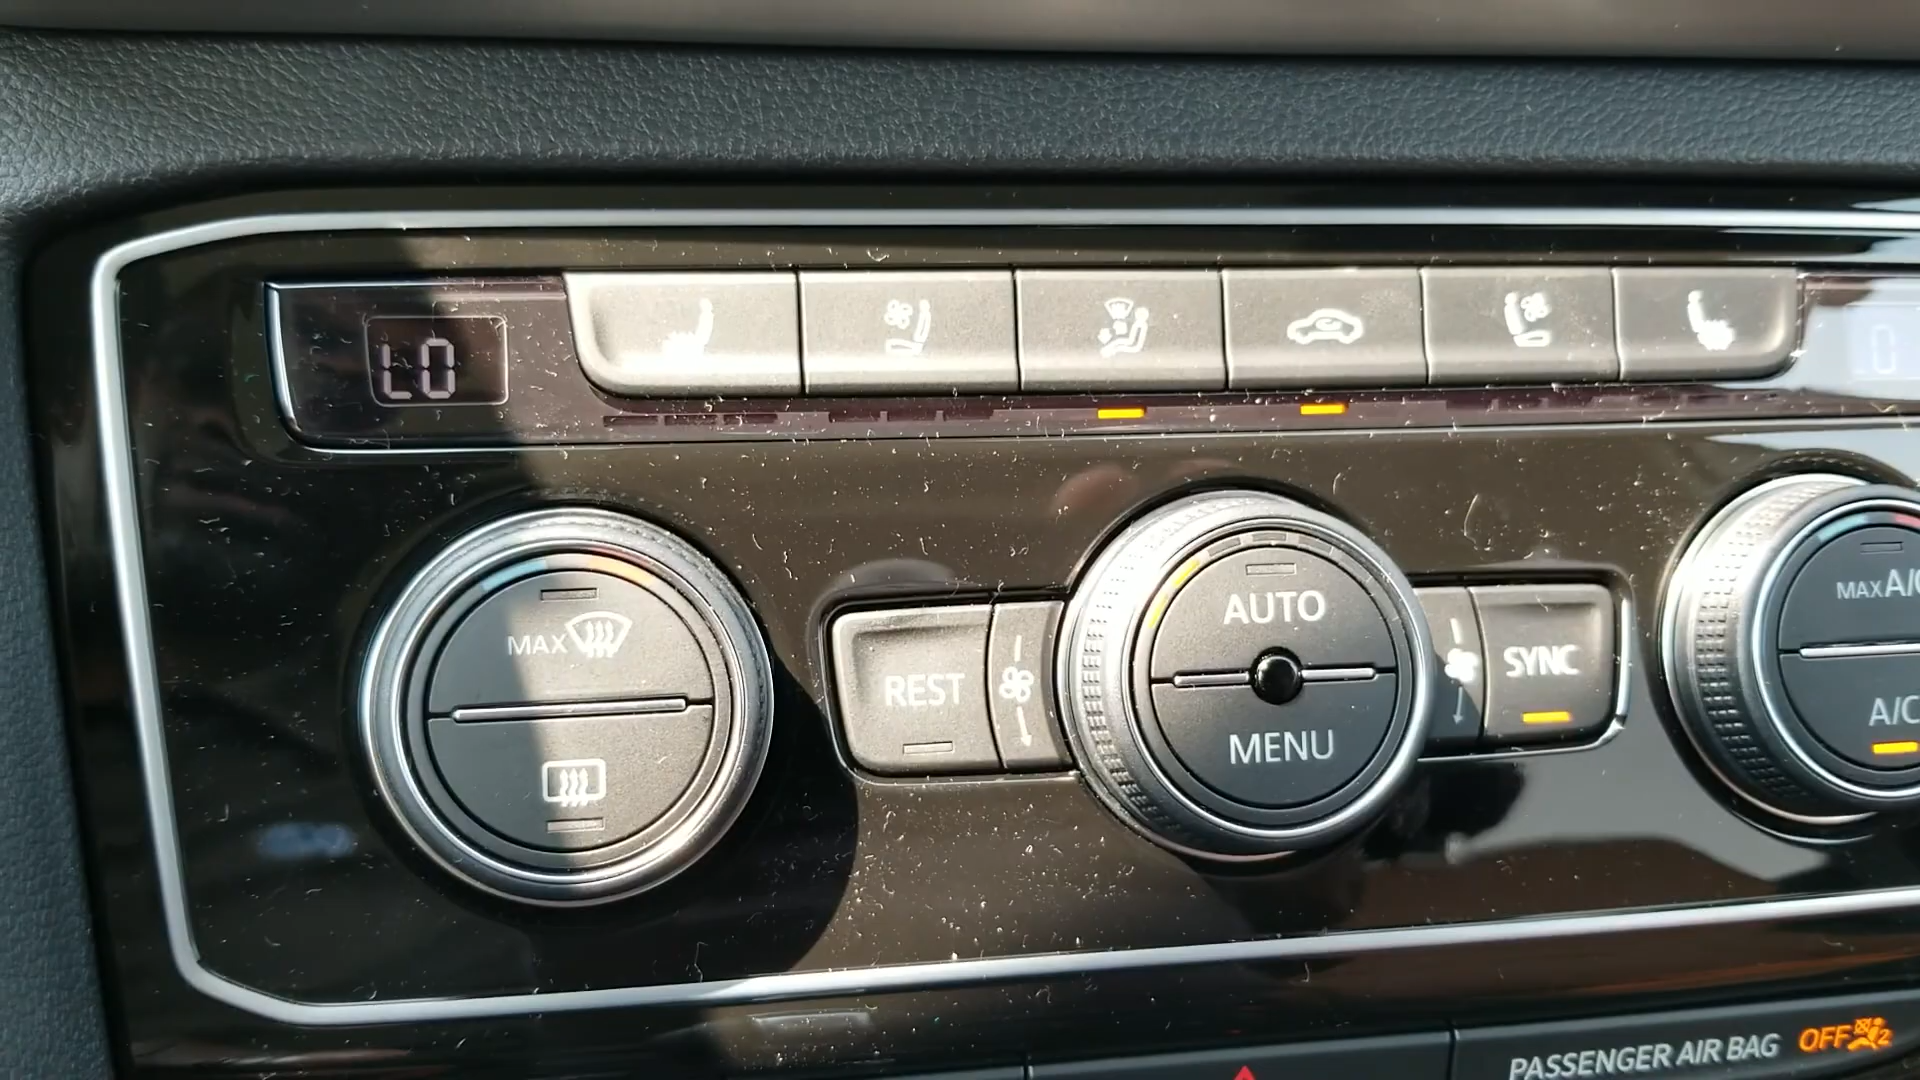 LO
MAX
REST
AUTO
MENU
SYNC
MAX A/C
A/C
PASSENGER AIR BAG OFF